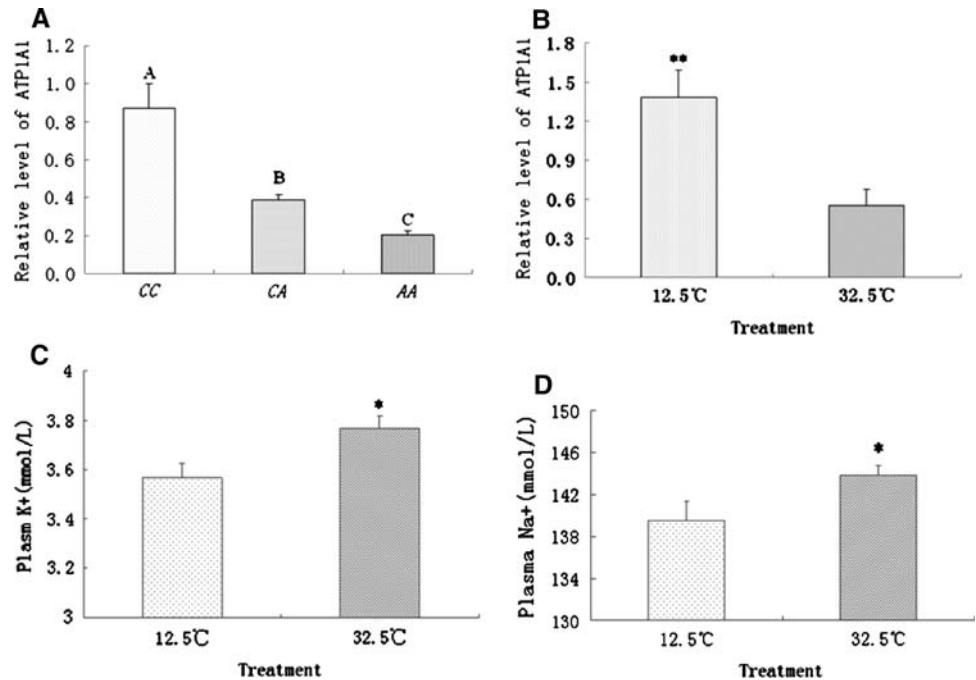 A
Relative level of ATP1A1
1.2
1.0
0.8
0.6
0.4
0.2
0.0
A
B
C
CC
CA
AA
B
Relative level of ATP1A1
1.8
1.5
1.2
0.9
0.6
0.3
0.0
**
12.5℃
32.5℃
Treatment
C
Plasm K+(mmol/L)
4
3.8
3.6
3.4
3.2
3
*
12.5℃
32.5℃
Treatment
D
Plasma Na+(mmol/L)
150
146
142
138
134
130
*
12.5℃
32.5℃
Treatment